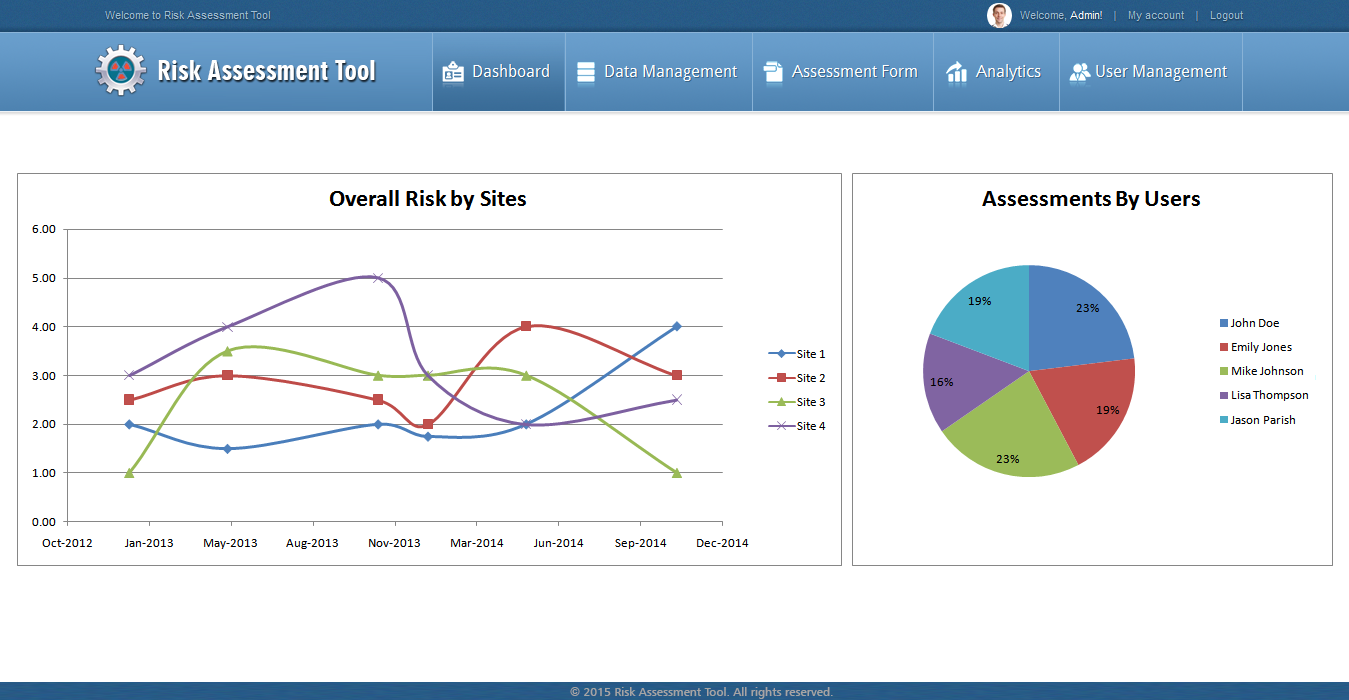 Welcome to Risk Assessment Tool
Welcome, Admin! | My account | Logout
Risk Assessment Tool
Dashboard
Data Management
Assessment Form
Analytics
User Management
Overall Risk by Sites
6.00
5.00
4.00
3.00
2.00
1.00
0.00
Oct-2012 Jan-2013 May-2013 Aug-2013 Nov-2013 Mar-2014 Jun-2014 Sep-2014 Dec-2014
Site 1
Site 2
Site 3
Site 4
Assessments By Users
19%
23%
16%
19%
23%
John Doe
Emily Jones
Mike Johnson
Lisa Thompson
Jason Parish
© 2015 Risk Assessment Tool. All rights reserved.